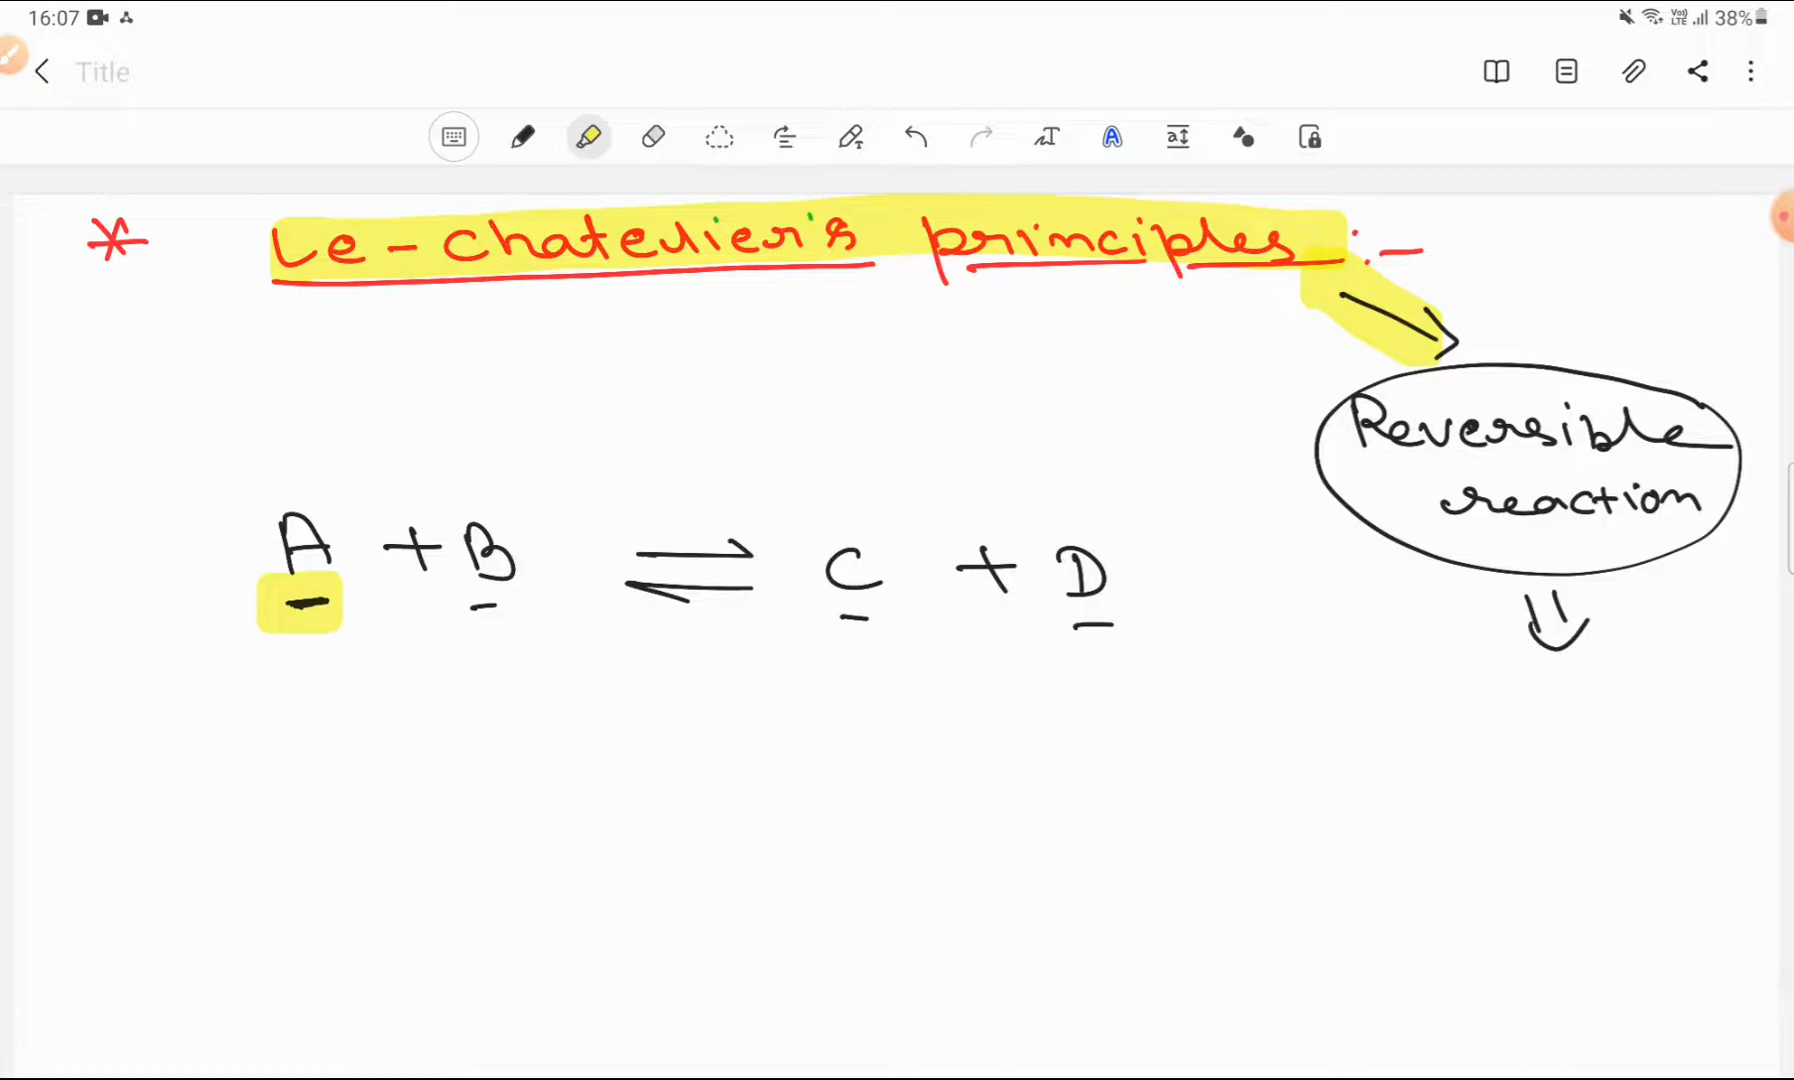 16:07
38%
Title
* Le-chatelier's principles :-
Reversible
reaction
A + B ⇌ C + D